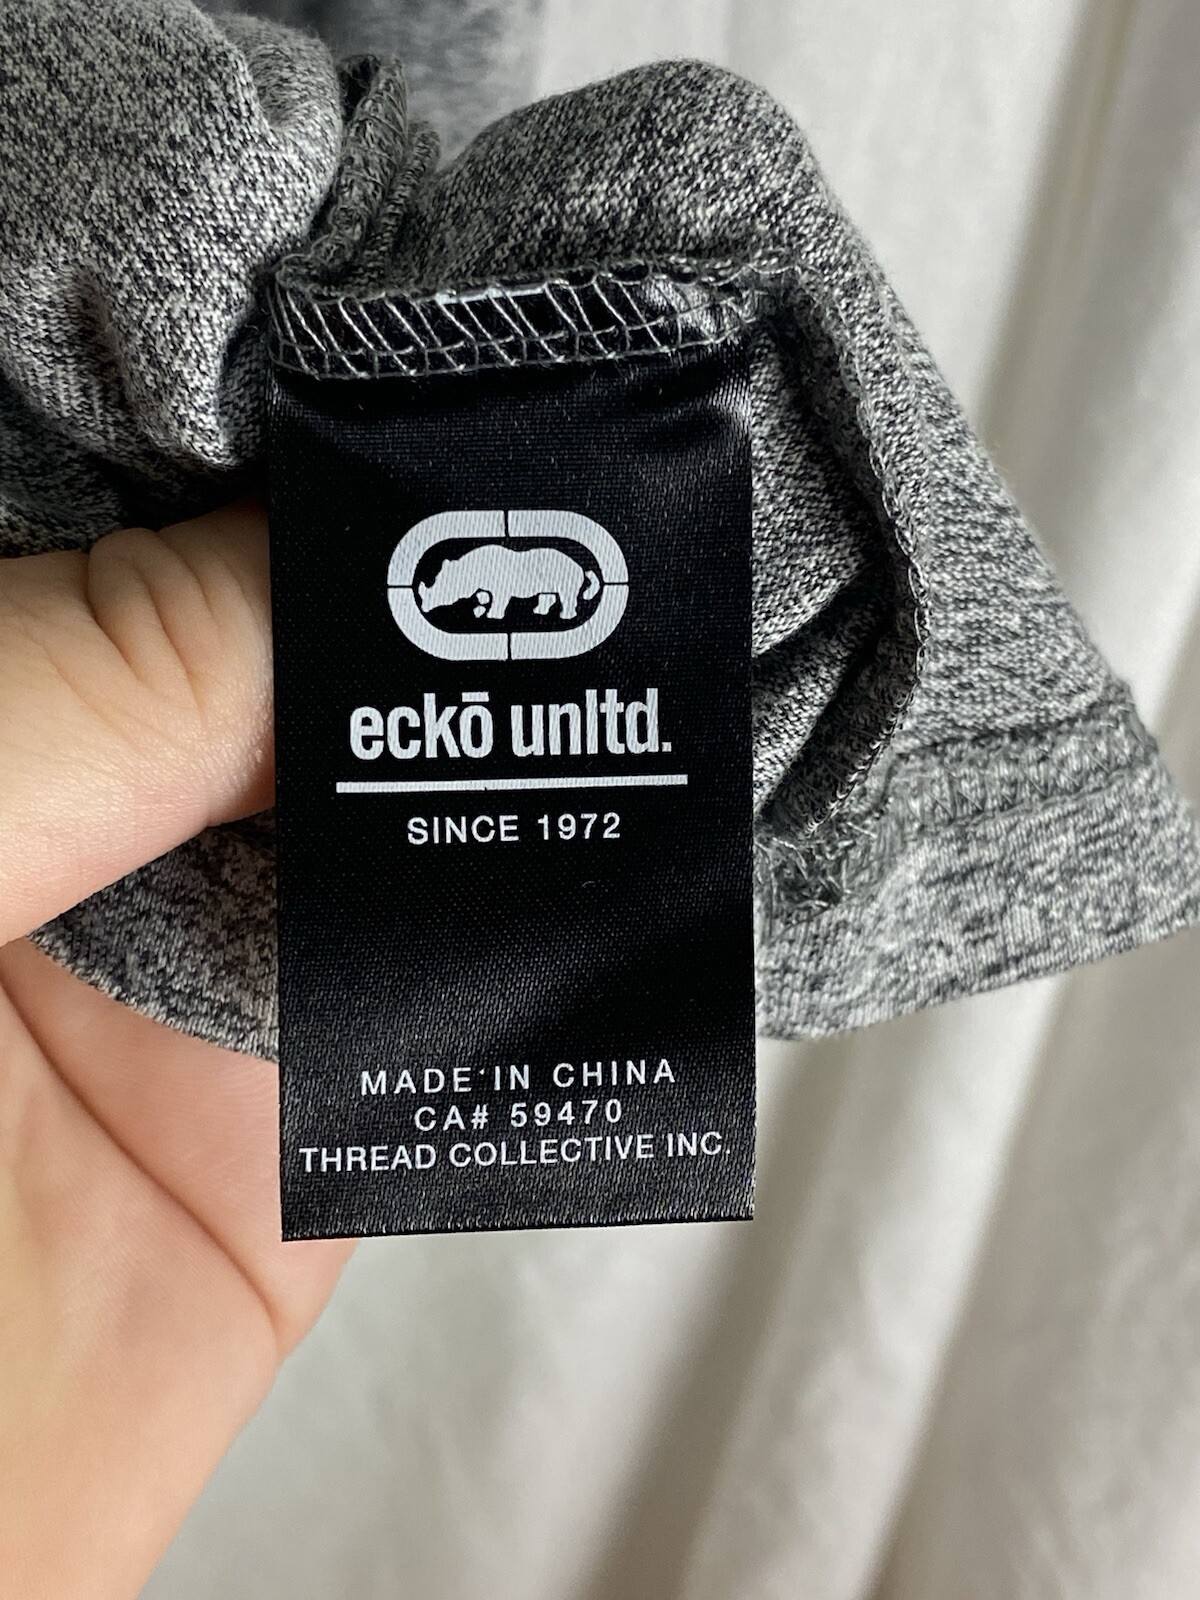 eckō unltd.
SINCE 1972
MADE IN CHINA
CA# 59470
THREAD COLLECTIVE INC.